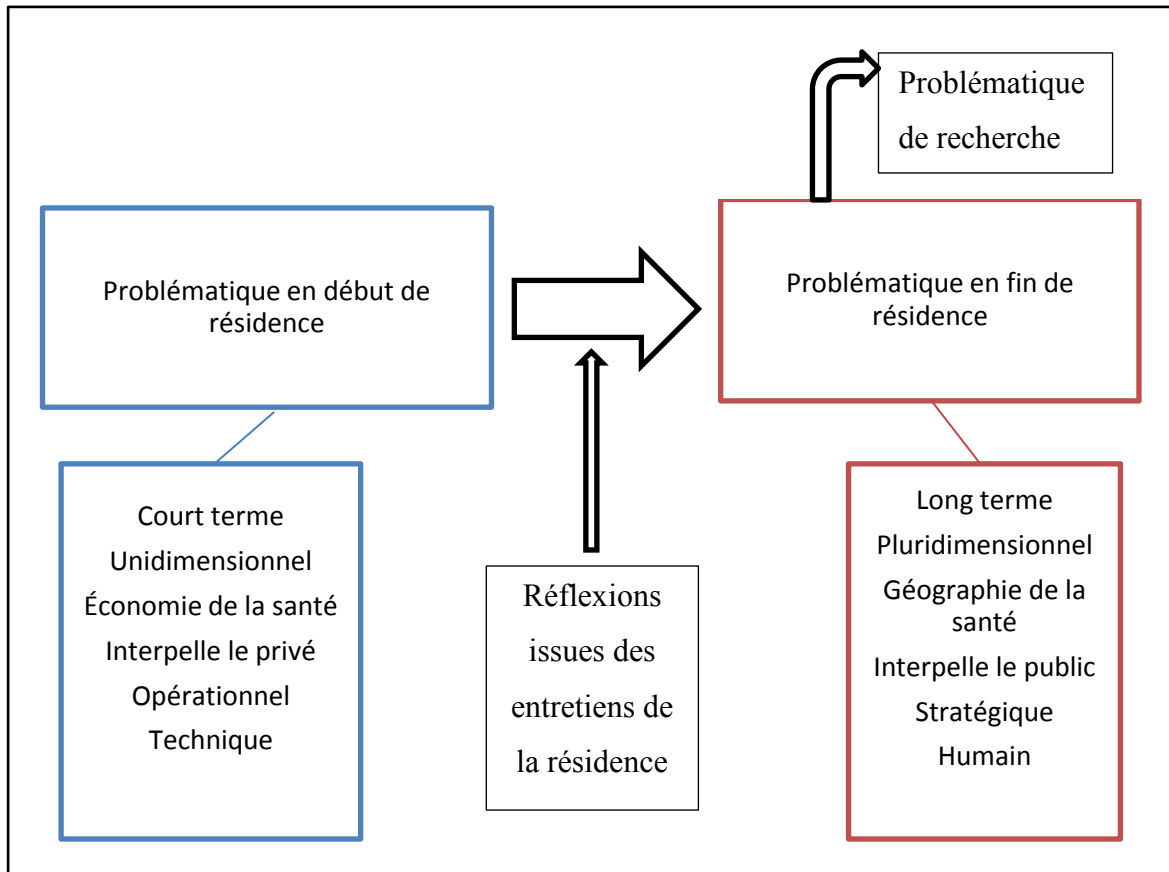 Problématique
de recherche
Problématique en début de
résidence
Problématique en fin de
résidence
Court terme
Unidimensionnel
Économie de la santé
Interpelle le privé
Opérationnel
Technique
Réflexions
issues des
entretiens de
la résidence
Long terme
Pluridimensionnel
Géographie de la
santé
Interpelle le public
Stratégique
Humain